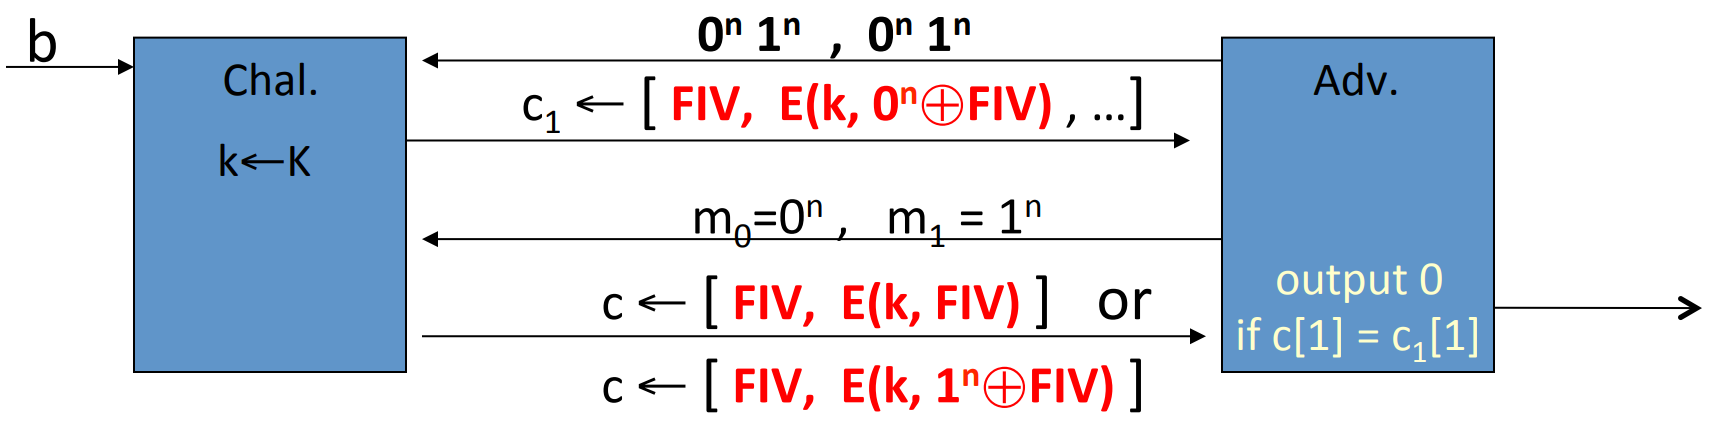 b
Chal.
k←K
0ⁿ 1ⁿ , 0ⁿ 1ⁿ
c₁ ← [ FIV, E(k, 0ⁿ⊕FIV) , ...]
m₀=0ⁿ , m₁ = 1ⁿ
c ← [ FIV, E(k, FIV) ] or
c ← [ FIV, E(k, 1ⁿ⊕FIV) ]
Adv.
output 0
if c[1] = c₁[1]